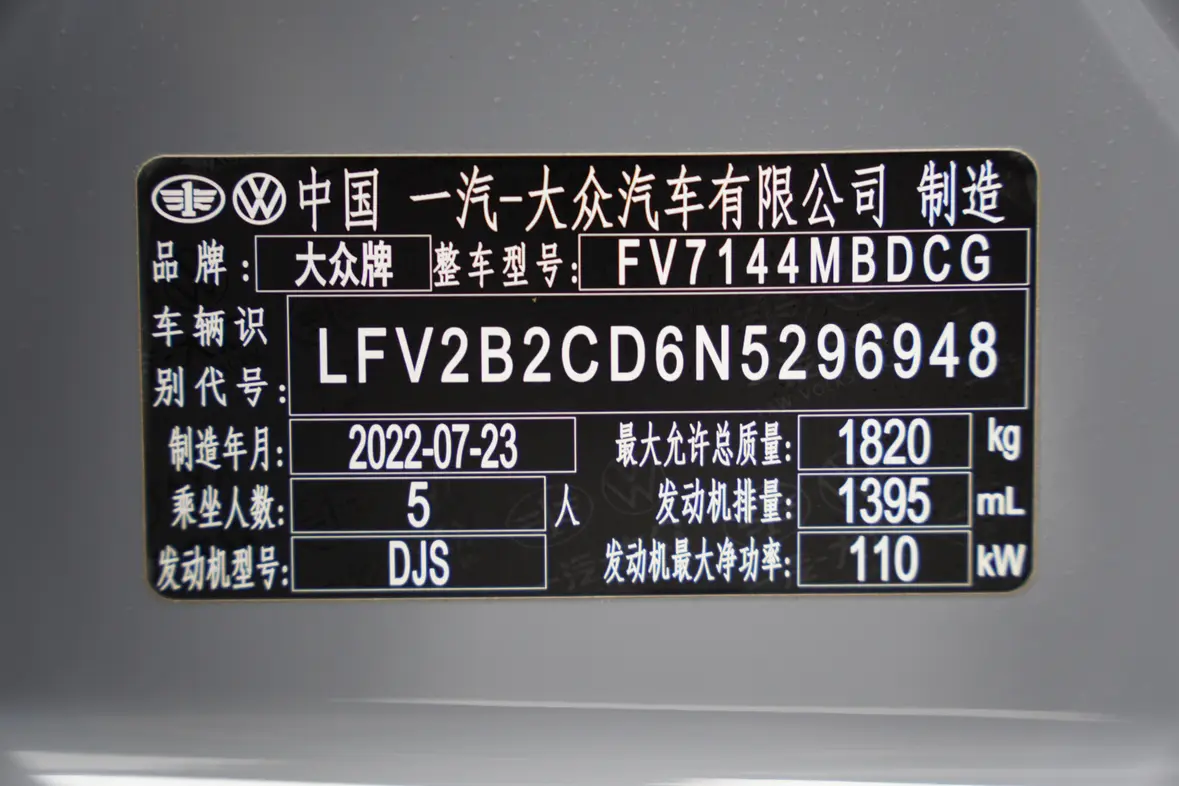 中国 一汽-大众汽车有限公司 制造
品牌: 大众牌 整车型号: FV7144MBDCG
车辆识别代号: LFV2B2CD6N5296948
制造年月: 2022-07-23 最大允许总质量: 1820 kg
乘坐人数: 5 人 发动机排量: 1395 mL
发动机型号: DJS 发动机最大净功率: 110 kW